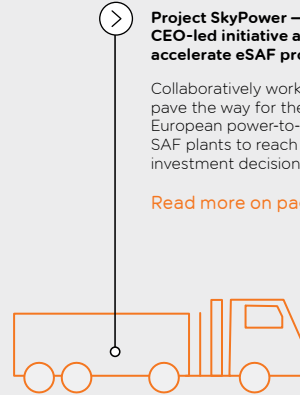 Project SkyPower —
CEO-led initiative a
accelerate eSAF pro
Collaboratively work
pave the way for the
European power-to-
SAF plants to reach
investment decision
Read more on pa